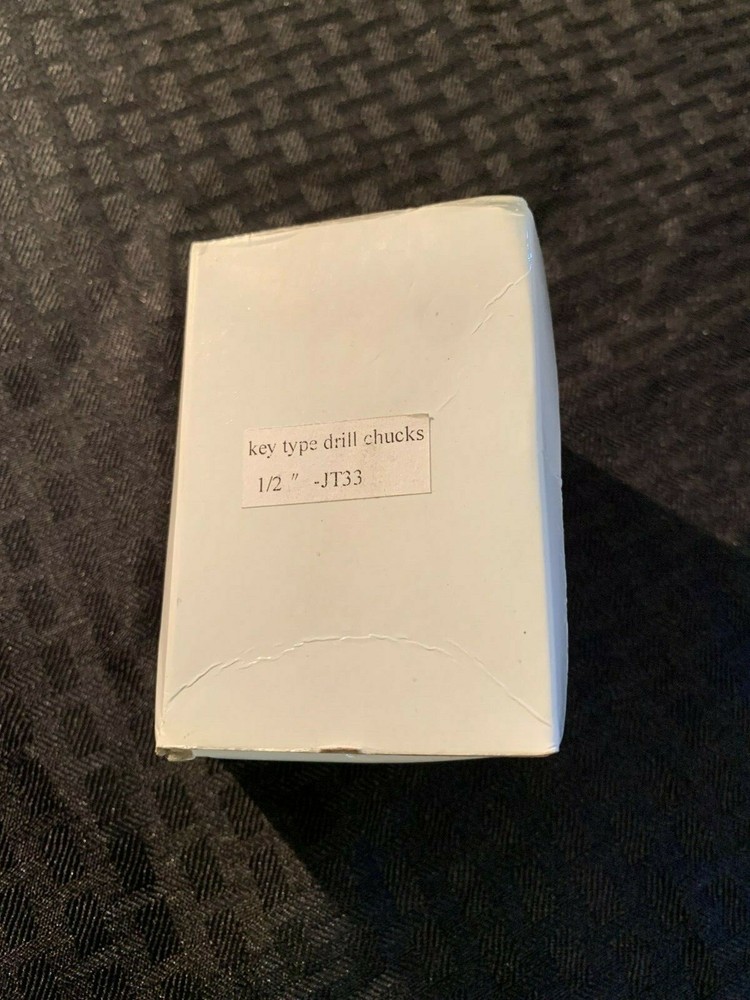 key type drill chucks
1/2 " -JT33